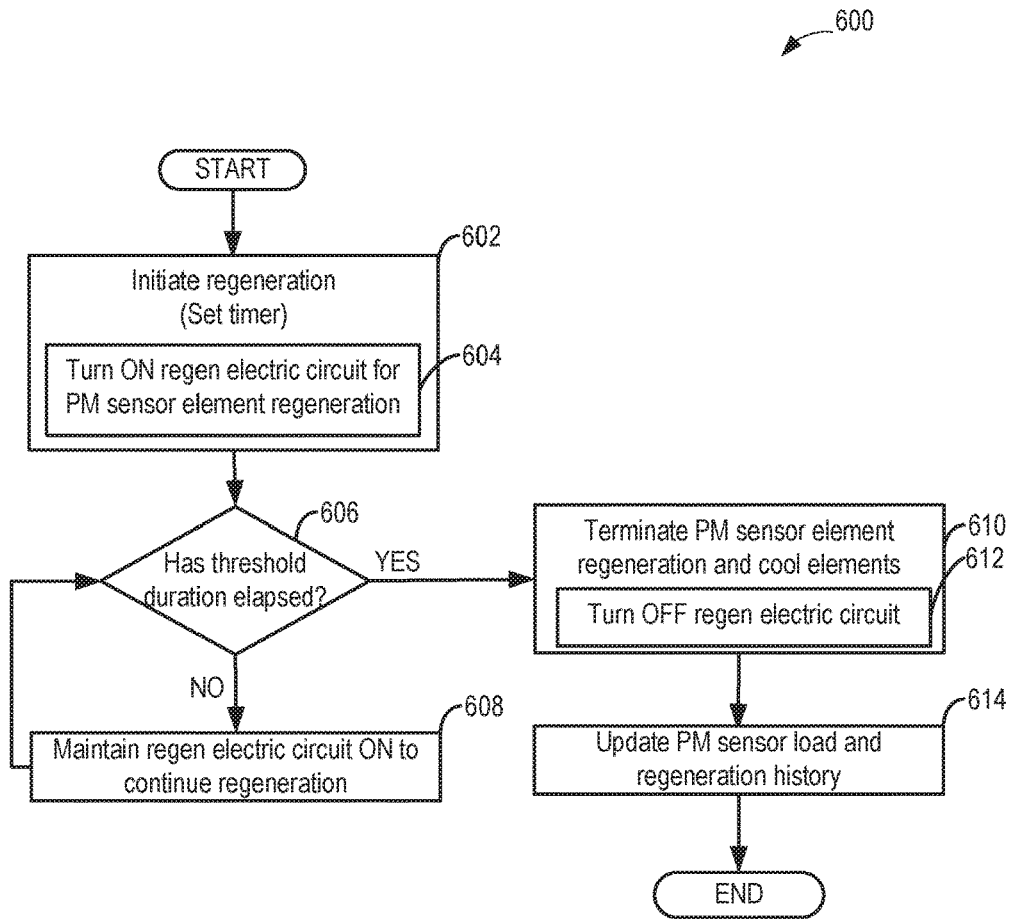 600
START
602
Initiate regeneration
(Set timer)
604
Turn ON regen electric circuit for
PM sensor element regeneration
606
Has threshold
duration elapsed?
YES
NO
608
Maintain regen electric circuit ON to
continue regeneration
610
Terminate PM sensor element
regeneration and cool elements
612
Turn OFF regen electric circuit
614
Update PM sensor load and
regeneration history
END